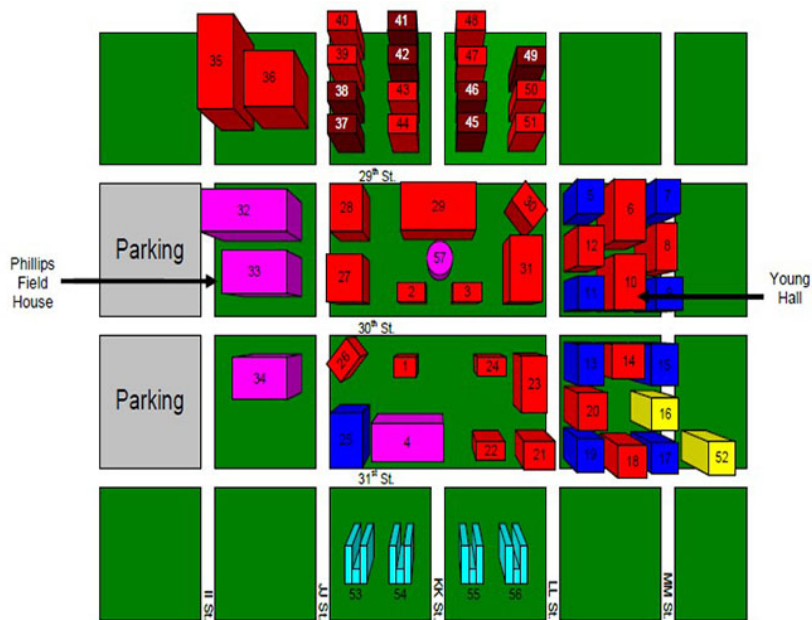 40 41 48
35 36 39 42 47 49
38 43 46 50
37 44 45 51
29th St.
32 28 29 30 5 6 7
Parking
Phillips
Field
House
33 57 12 8
27 2 3 31 11 10 9
Young
Hall
30th St.
26 1 24 13 14 15
34 23
Parking
20 16
25 4 22 21 19 18 17 52
31st St.
53 54 55 56
II St.
JJ St.
KK St.
LL St.
MM St.